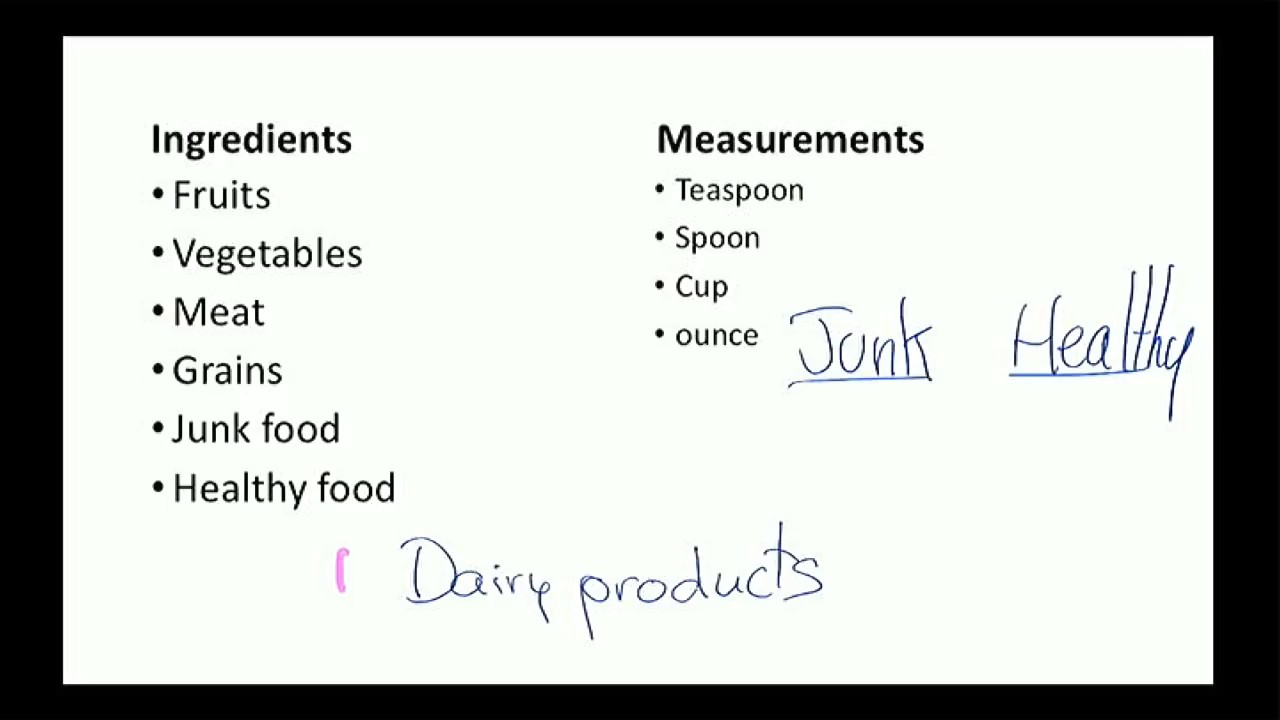 Ingredients
• Fruits
• Vegetables
• Meat
• Grains
• Junk food
• Healthy food
Measurements
• Teaspoon
• Spoon
• Cup
• ounce
Junk Healthy
Dairy products